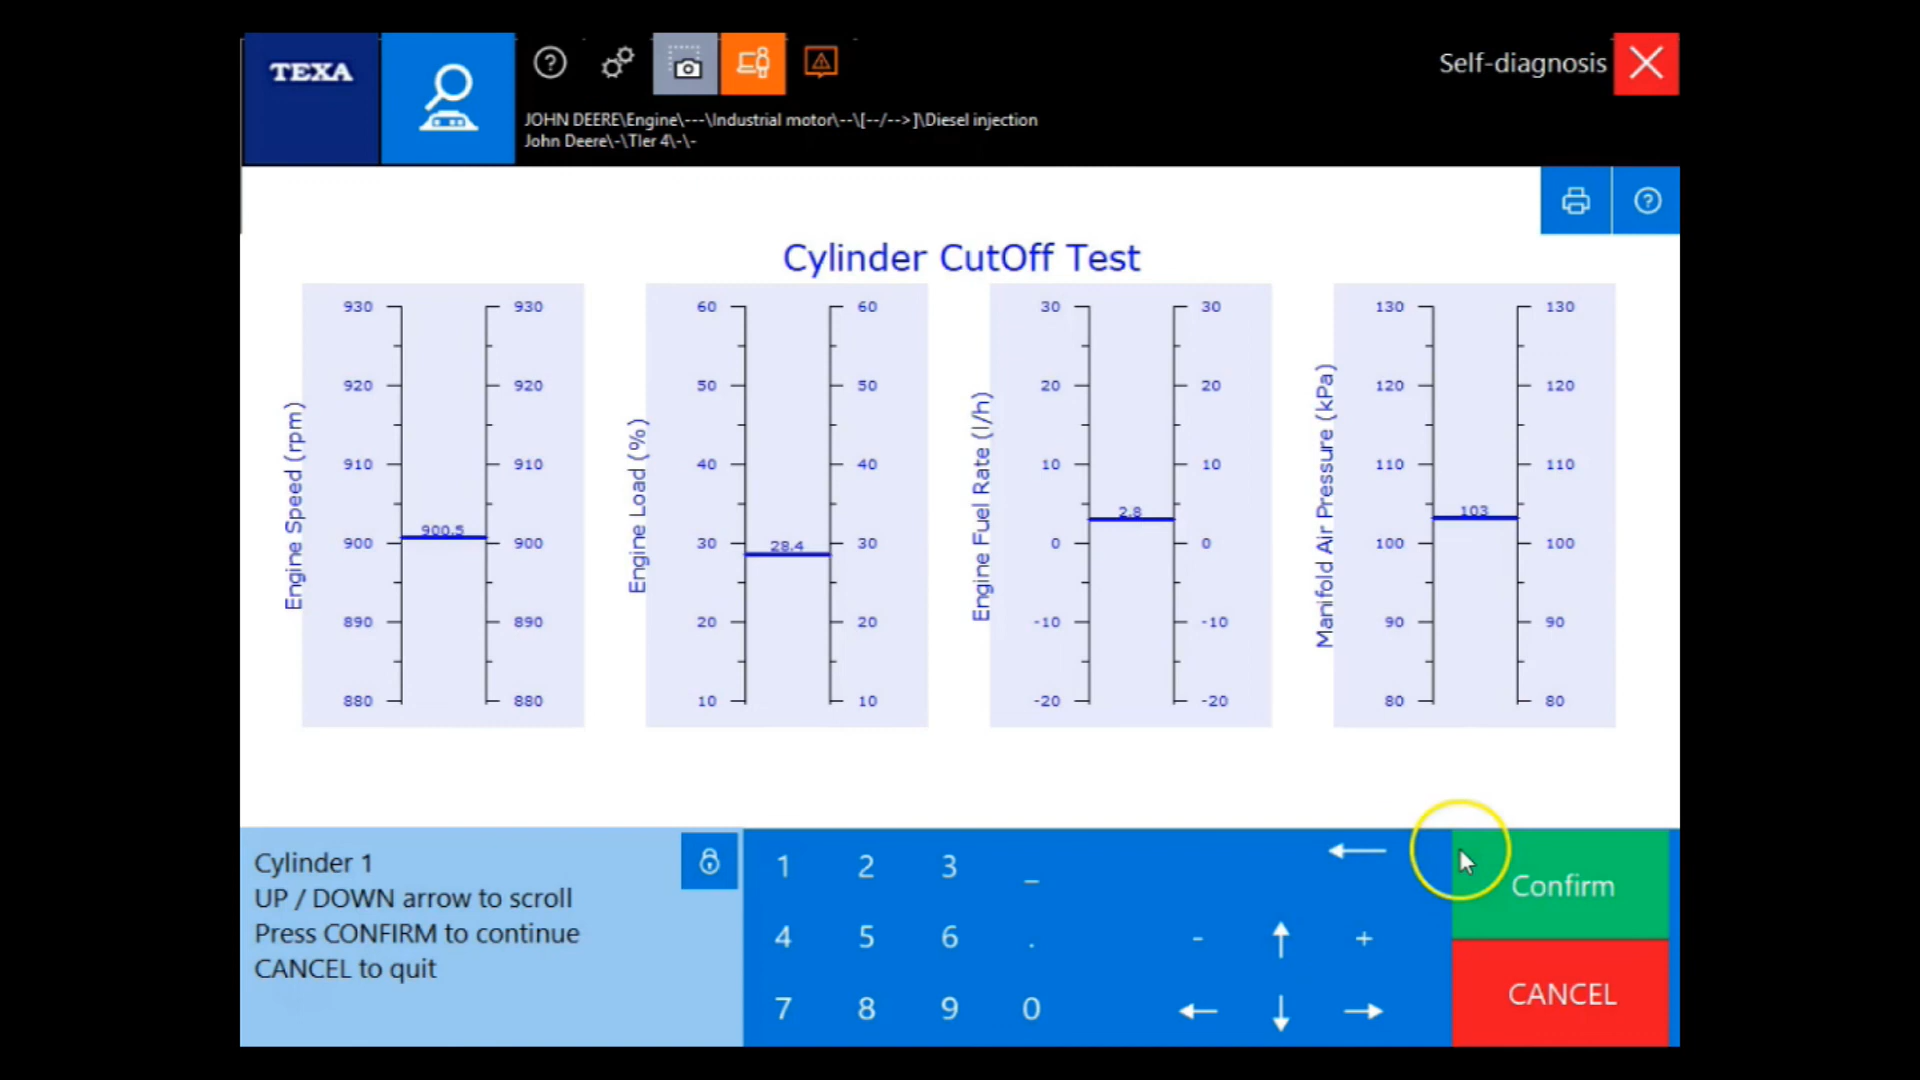 TEXA
Self-diagnosis
JOHN DEERE\Engine\---\Industrial motor\--\[--/-->]\Diesel injection
John Deere\-\TIer 4\-\-
Cylinder CutOff Test
Engine Speed (rpm)
930 930
920 920
910 910
900.5
900 900
890 890
880 880
Engine Load (%)
60 60
50 50
40 40
28.4
30 30
20 20
10 10
Engine Fuel Rate (l/h)
30 30
20 20
10 10
2.8
0 0
-10 -10
-20 -20
Manifold Air Pressure (kPa)
130 130
120 120
110 110
103
100 100
90 90
80 80
Cylinder 1
UP / DOWN arrow to scroll
Press CONFIRM to continue
CANCEL to quit
1 2 3 _
4 5 6 . - +
7 8 9 0
Confirm
CANCEL